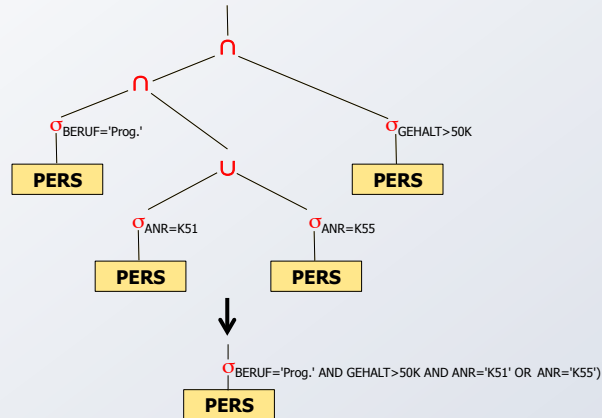 ∩
∩
σBERUF='Prog.'
σGEHALT>50K
PERS
PERS
∪
σANR=K51
σANR=K55
PERS
PERS
σBERUF='Prog.' AND GEHALT>50K AND ANR='K51' OR ANR='K55')
PERS